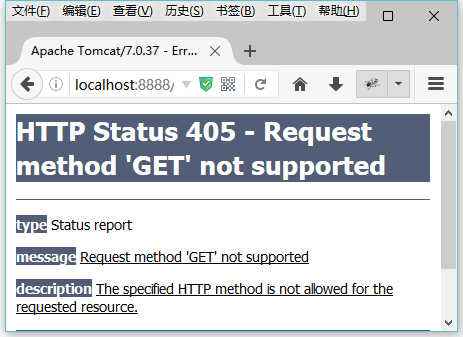 文件(F) 编辑(E) 查看(V) 历史(S) 书签(B) 工具(T) 帮助(H)
Apache Tomcat/7.0.37 - Err...
localhost:8888/
HTTP Status 405 - Request
method 'GET' not supported
type Status report
message Request method 'GET' not supported
description The specified HTTP method is not allowed for the
requested resource.